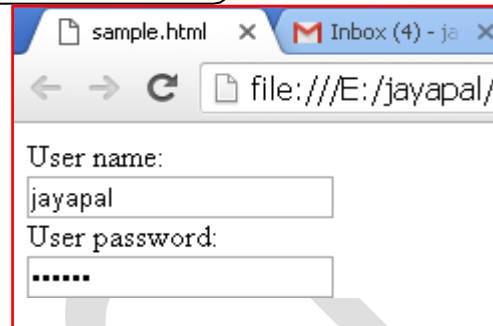 sample.html
Inbox (4) - ja
file:///E:/jayapal/
User name:
jayapal
User password:
••••••